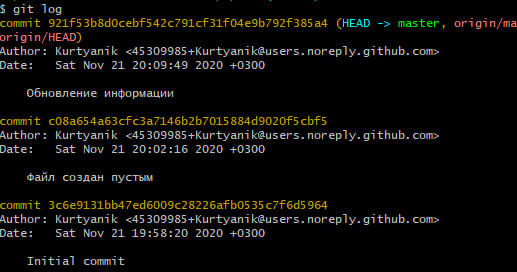 $ git log
commit 921f53b8d0cebf542c791cf31f04e9b792f385a4 (HEAD -> master, origin/ma
origin/HEAD)
Author: Kurtyanik <45309985+Kurtyanik@users.noreply.github.com>
Date:   Sat Nov 21 20:09:49 2020 +0300
Обновление информации
commit c08a654a63cfc3a7146b2b7015884d9020f5cbf5
Author: Kurtyanik <45309985+Kurtyanik@users.noreply.github.com>
Date:   Sat Nov 21 20:02:16 2020 +0300
Файл создан пустым
commit 3c6e9131bb47ed6009c28226afb0535c7f6d5964
Author: Kurtyanik <45309985+Kurtyanik@users.noreply.github.com>
Date:   Sat Nov 21 19:58:20 2020 +0300
Initial commit